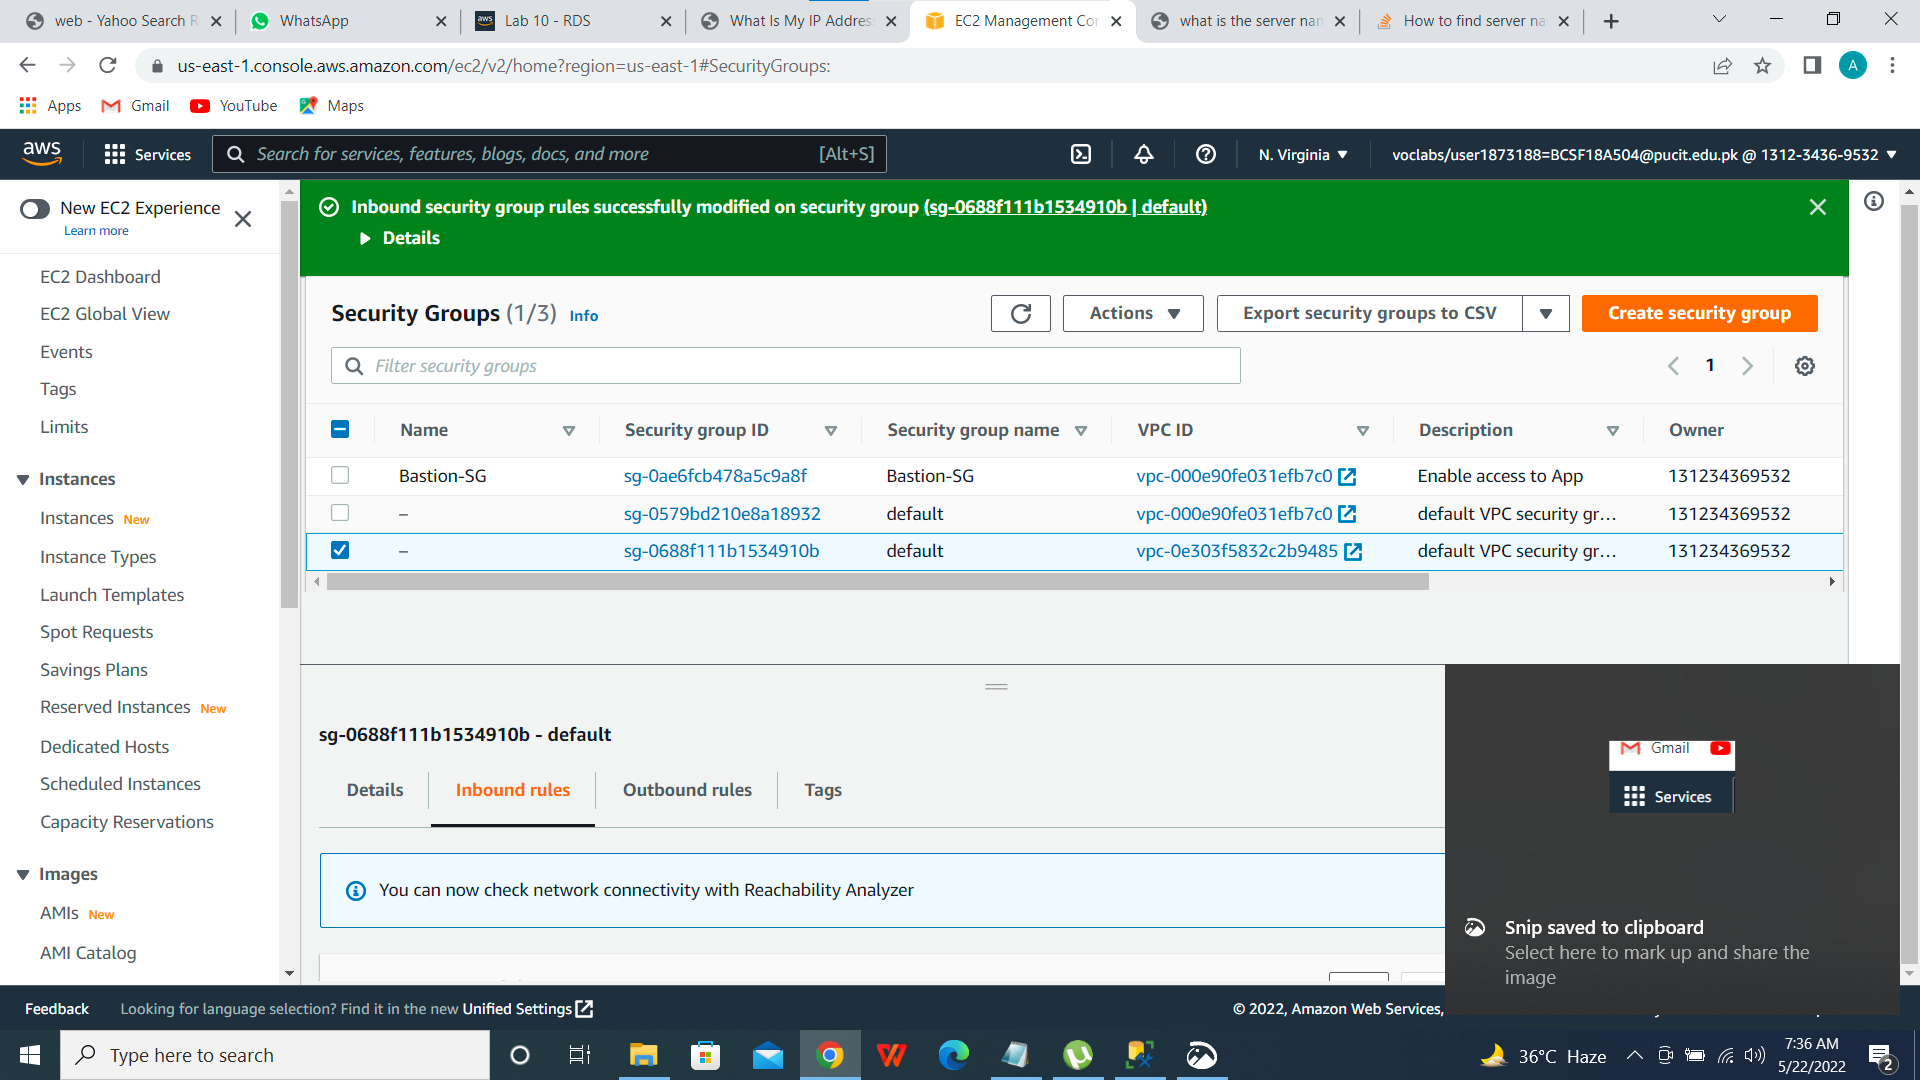 web - Yahoo Search R
WhatsApp
aws Lab 10 - RDS
What Is My IP Addres
EC2 Management Co
what is the server nam
How to find server na
us-east-1.console.aws.amazon.com/ec2/v2/home?region=us-east-1#SecurityGroups:
A
Apps Gmail YouTube Maps
aws Services Search for services, features, blogs, docs, and more [Alt+S] N. Virginia voclabs/user1873188=BCSF18A504@pucit.edu.pk @ 1312-3436-9532
New EC2 Experience
Learn more
EC2 Dashboard
EC2 Global View
Events
Tags
Limits
Instances
Instances New
Instance Types
Launch Templates
Spot Requests
Savings Plans
Reserved Instances New
Dedicated Hosts
Scheduled Instances
Capacity Reservations
Images
AMIs New
AMI Catalog
Inbound security group rules successfully modified on security group (sg-0688f111b1534910b | default)
Details
Security Groups (1/3) Info
Actions Export security groups to CSV Create security group
Filter security groups
1
Name Security group ID Security group name VPC ID Description Owner
Bastion-SG sg-0ae6fcb478a5c9a8f Bastion-SG vpc-000e90fe031efb7c0 Enable access to App 131234369532
– sg-0579bd210e8a18932 default vpc-000e90fe031efb7c0 default VPC security gr... 131234369532
– sg-0688f111b1534910b default vpc-0e303f5832c2b9485 default VPC security gr... 131234369532
sg-0688f111b1534910b - default
Details Inbound rules Outbound rules Tags
You can now check network connectivity with Reachability Analyzer
Gmail
Services
Snip saved to clipboard
Select here to mark up and share the
image
Feedback Looking for language selection? Find it in the new Unified Settings © 2022, Amazon Web Services,
Type here to search
36°C Haze
7:36 AM
5/22/2022
2